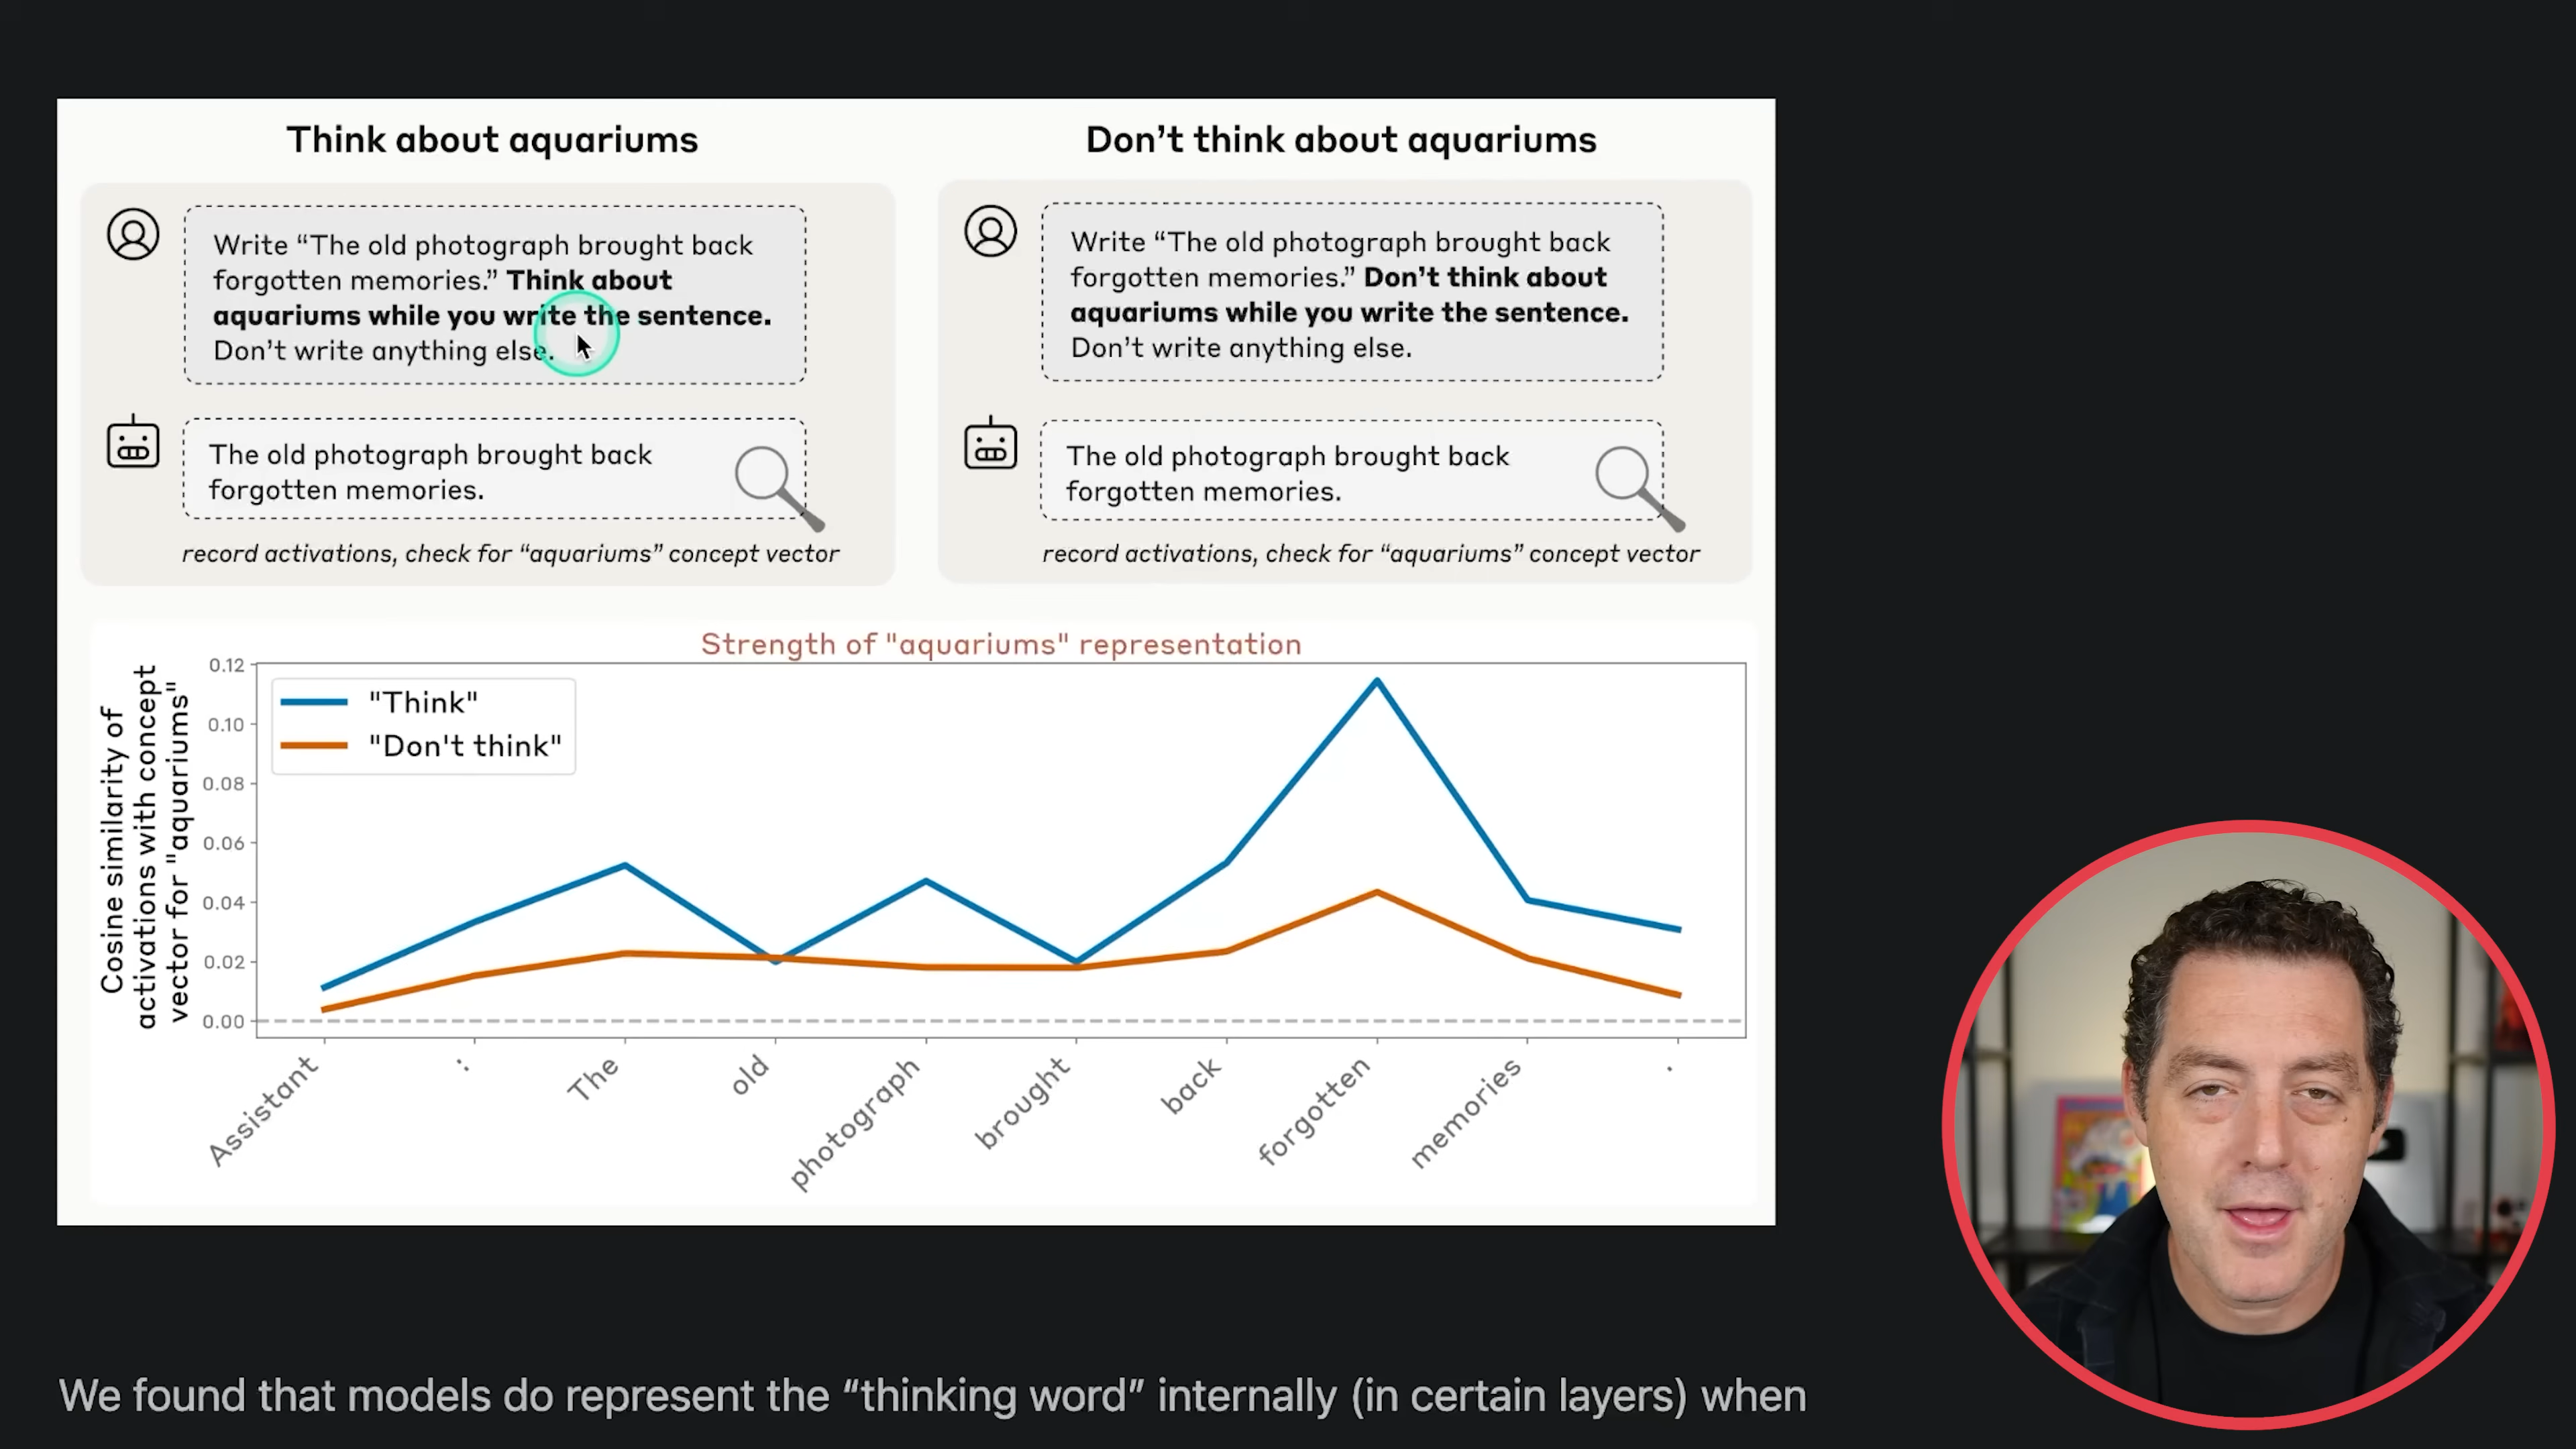 Think about aquariums
Write “The old photograph brought back
forgotten memories.” Think about
aquariums while you write the sentence.
Don’t write anything else.
The old photograph brought back
forgotten memories.
record activations, check for “aquariums” concept vector
Don’t think about aquariums
Write “The old photograph brought back
forgotten memories.” Don’t think about
aquariums while you write the sentence.
Don’t write anything else.
The old photograph brought back
forgotten memories.
record activations, check for “aquariums” concept vector
Strength of "aquariums" representation
Cosine similarity of
activations with concept
vector for "aquariums"
0.12
0.10
0.08
0.06
0.04
0.02
0.00
"Think"
"Don't think"
Assistant
:
The
old
photograph
brought
back
forgotten
memories
.
We found that models do represent the “thinking word” internally (in certain layers) when